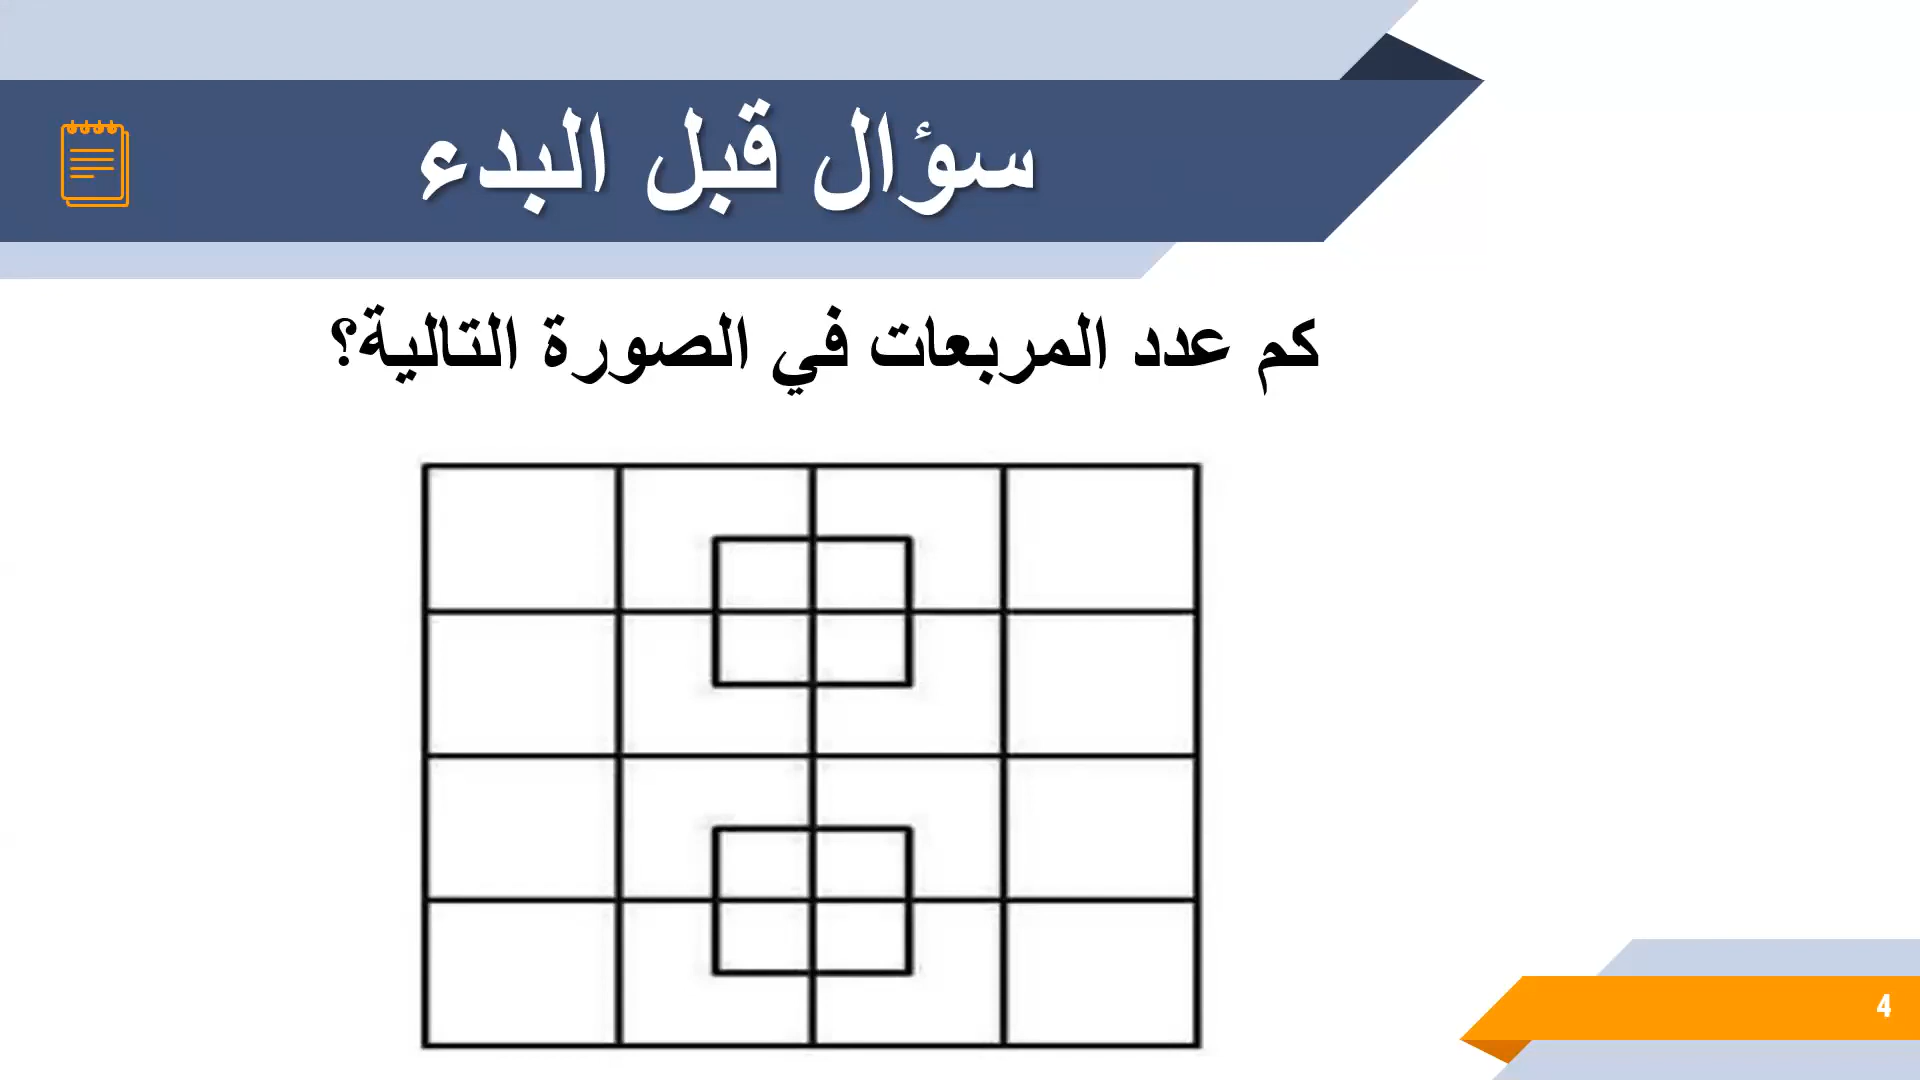 سؤال قبل البدء
كم عدد المربعات في الصورة التالية؟
4